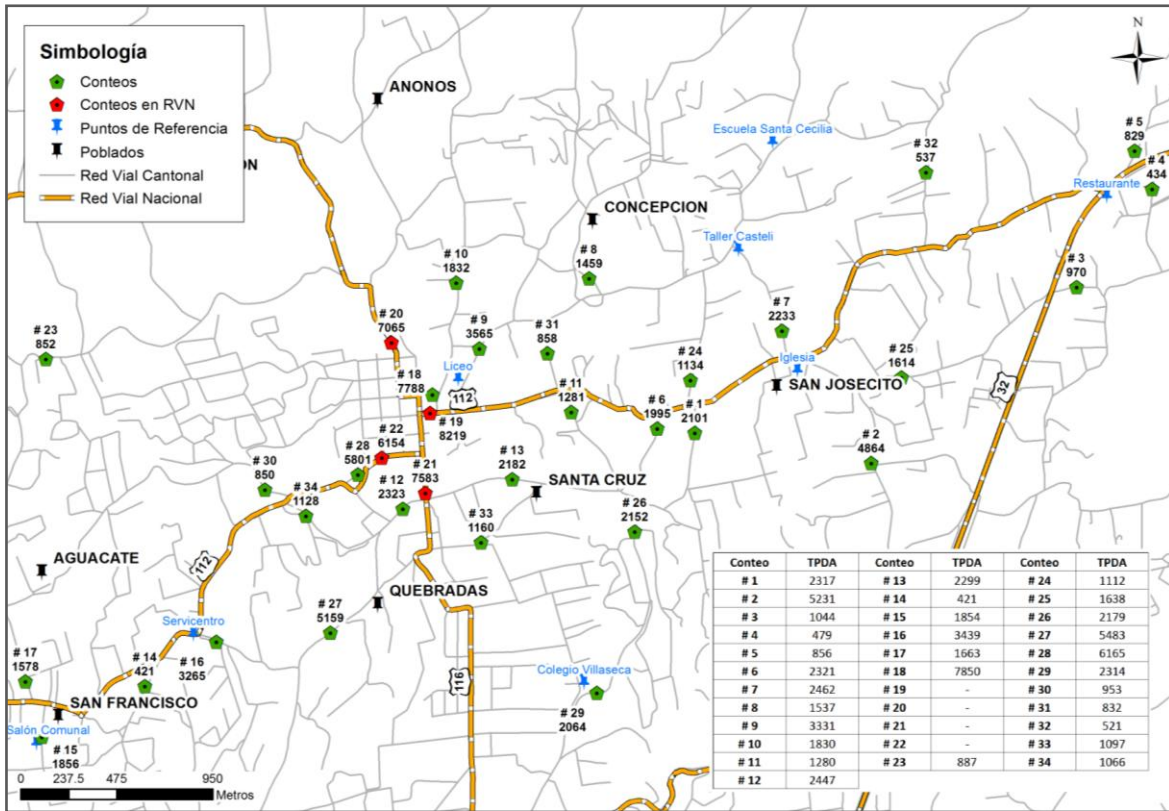 Simbología
Conteos
Conteos en RVN
Puntos de Referencia
Poblados
Red Vial Cantonal
Red Vial Nacional
N
ANONOS
ON
Escuela Santa Cecilia
# 5
829
# 32
537
# 4
434
Restaurante
CONCEPCION
Taller Casteli
# 10
1832
# 8
1459
# 3
970
# 20
7065
# 9
3565
# 31
858
# 7
2233
# 23
852
# 18
7788
Liceo
112
# 24
1134
Iglesia
# 25
1614
SAN JOSECITO
32
# 11
1281
# 6
1995
# 1
2101
# 19
8219
# 22
6154
# 28
5801
# 13
2182
# 2
4864
# 30
850
# 34
1128
# 12
2323
# 21
7583
SANTA CRUZ
# 33
1160
# 26
2152
AGUACATE
112
QUEBRADAS
# 27
5159
Servicentro
# 17
1578
# 14
421
# 16
3265
116
Colegio Villaseca
SAN FRANCISCO
# 29
2064
Salón Comunal
# 15
1856
0 237.5 475 950
Metros
Conteo TPDA Conteo TPDA Conteo TPDA
# 1 2317 # 13 2299 # 24 1112
# 2 5231 # 14 421 # 25 1638
# 3 1044 # 15 1854 # 26 2179
# 4 479 # 16 3439 # 27 5483
# 5 856 # 17 1663 # 28 6165
# 6 2321 # 18 7850 # 29 2314
# 7 2462 # 19 - # 30 953
# 8 1537 # 20 - # 31 832
# 9 3331 # 21 - # 32 521
# 10 1830 # 22 - # 33 1097
# 11 1280 # 23 887 # 34 1066
# 12 2447